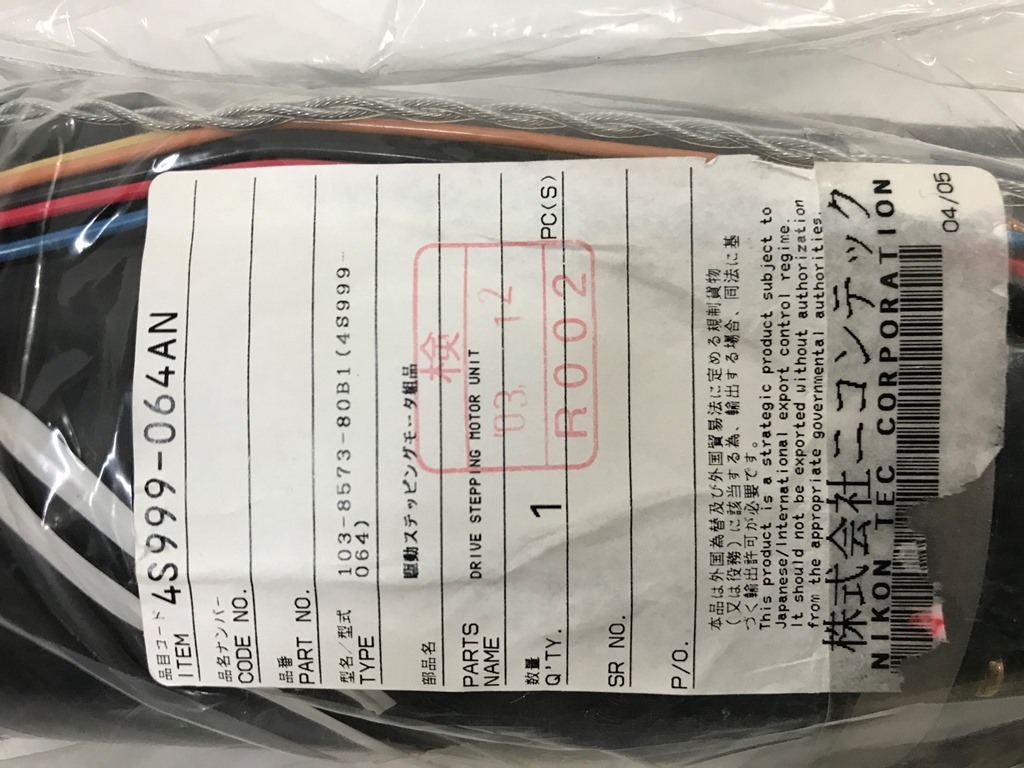 品目コード
ITEM 4S999-064AN
品名ナンバー
CODE NO.
品番
PART NO.
型名/型式 103-8573-80B1(4S999-
TYPE 064)
部品名 駆動ステッピングモータ組品
PARTS
NAME DRIVE STEPPING MOTOR UNIT
数量
Q'TY. 1 PC(S)
SR NO.
P/O.
検
'03. 12
R002
本品は外国為替及び外国貿易法に定める規制貨物
(又は役務)に該当する為、輸出する場合、同法に基
づく輸出許可が必要です。
This product is a strategic product subject to
Japanese/International export control regime.
It should not be exported without authorization
from the appropriate governmental authorities.
株式会社ニコンテック
NIKON TEC CORPORATION
04/05